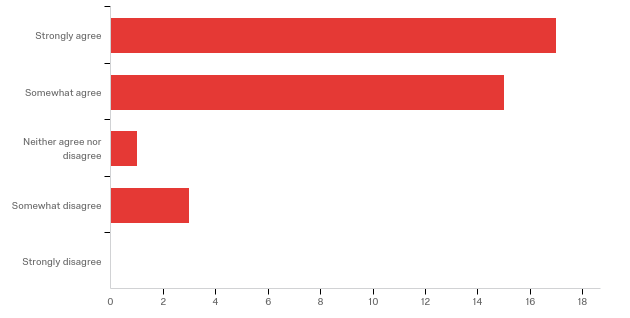 Strongly agree
Somewhat agree
Neither agree nor
disagree
Somewhat disagree
Strongly disagree
0 2 4 6 8 10 12 14 16 18